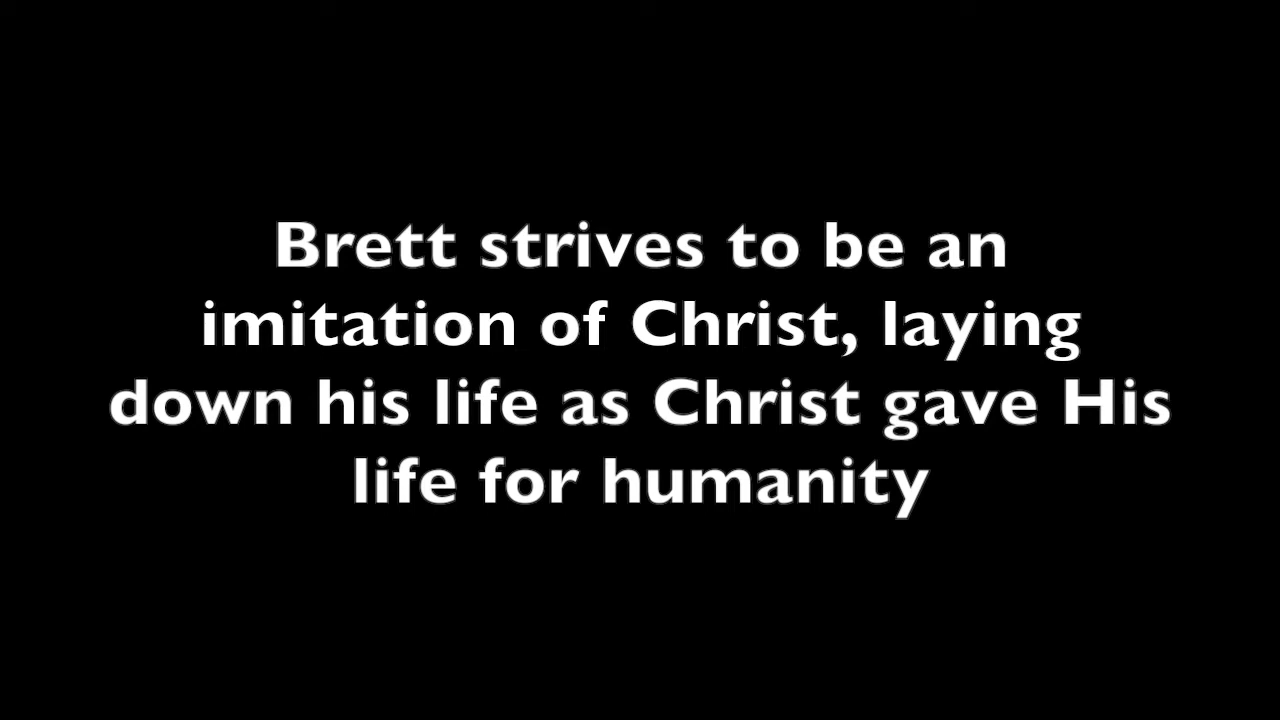 Brett strives to be an
imitation of Christ, laying
down his life as Christ gave His
life for humanity